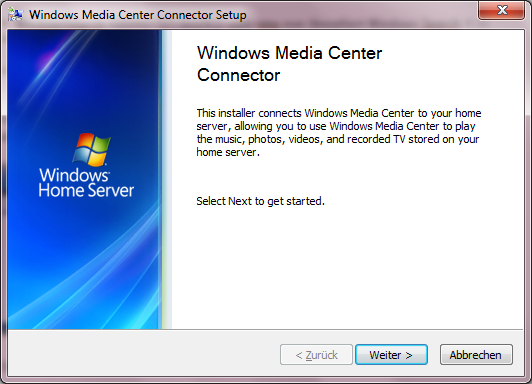 Windows Media Center Connector Setup
Windows Media Center
Connector
This installer connects Windows Media Center to your home
server, allowing you to use Windows Media Center to play
the music, photos, videos, and recorded TV stored on your
home server.
Windows
Home Server
Select Next to get started.
< Zurück Weiter > Abbrechen